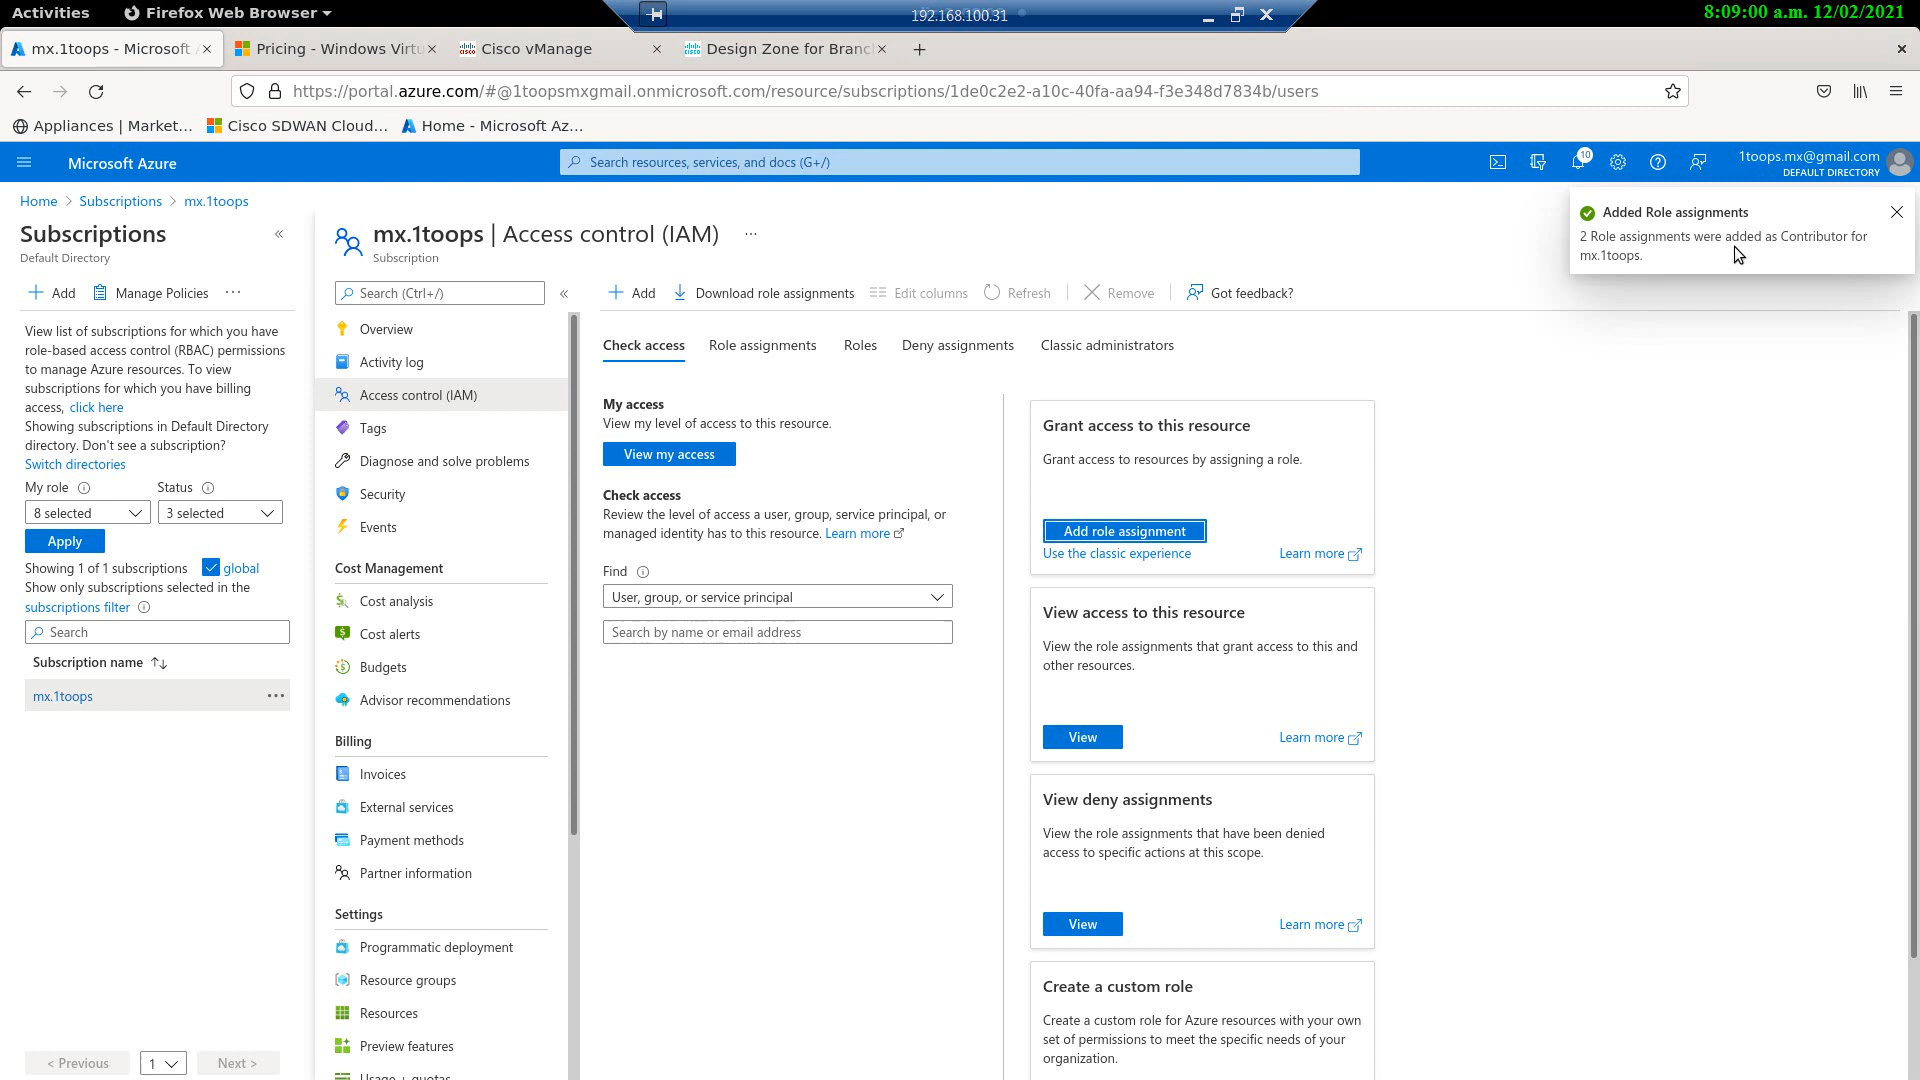 Activities
Firefox Web Browser
192.168.100.31
8:09:00 a.m. 12/02/2021
mx.1toops - Microsoft A
Pricing - Windows Virtu
Cisco vManage
Design Zone for Branch
https://portal.azure.com/#@1toopsmxgmail.onmicrosoft.com/resource/subscriptions/1de0c2e2-a10c-40fa-aa94-f3e348d7834b/users
Appliances | Market...
Cisco SDWAN Cloud...
Home - Microsoft Az...
Microsoft Azure
Search resources, services, and docs (G+/)
10
1toops.mx@gmail.com
DEFAULT DIRECTORY
Home > Subscriptions > mx.1toops
Added Role assignments
2 Role assignments were added as Contributor for
mx.1toops.
Subscriptions
Default Directory
«
+ Add
Manage Policies
...
View list of subscriptions for which you have
role-based access control (RBAC) permissions
to manage Azure resources. To view
subscriptions for which you have billing
access, click here
Showing subscriptions in Default Directory
directory. Don't see a subscription?
Switch directories
My role
Status
8 selected
3 selected
Apply
Showing 1 of 1 subscriptions
global
Show only subscriptions selected in the
subscriptions filter
Search
Subscription name ↑↓
mx.1toops
...
< Previous
1
Next >
mx.1toops | Access control (IAM)
...
Subscription
Search (Ctrl+/)
«
Overview
Activity log
Access control (IAM)
Tags
Diagnose and solve problems
Security
Events
Cost Management
Cost analysis
Cost alerts
Budgets
Advisor recommendations
Billing
Invoices
External services
Payment methods
Partner information
Settings
Programmatic deployment
Resource groups
Resources
Preview features
Usage + quotas
+ Add
Download role assignments
Edit columns
Refresh
Remove
Got feedback?
Check access
Role assignments
Roles
Deny assignments
Classic administrators
My access
View my level of access to this resource.
View my access
Check access
Review the level of access a user, group, service principal, or
managed identity has to this resource. Learn more
Find
User, group, or service principal
Search by name or email address
Grant access to this resource
Grant access to resources by assigning a role.
Add role assignment
Use the classic experience
Learn more
View access to this resource
View the role assignments that grant access to this and
other resources.
View
Learn more
View deny assignments
View the role assignments that have been denied
access to specific actions at this scope.
View
Learn more
Create a custom role
Create a custom role for Azure resources with your own
set of permissions to meet the specific needs of your
organization.